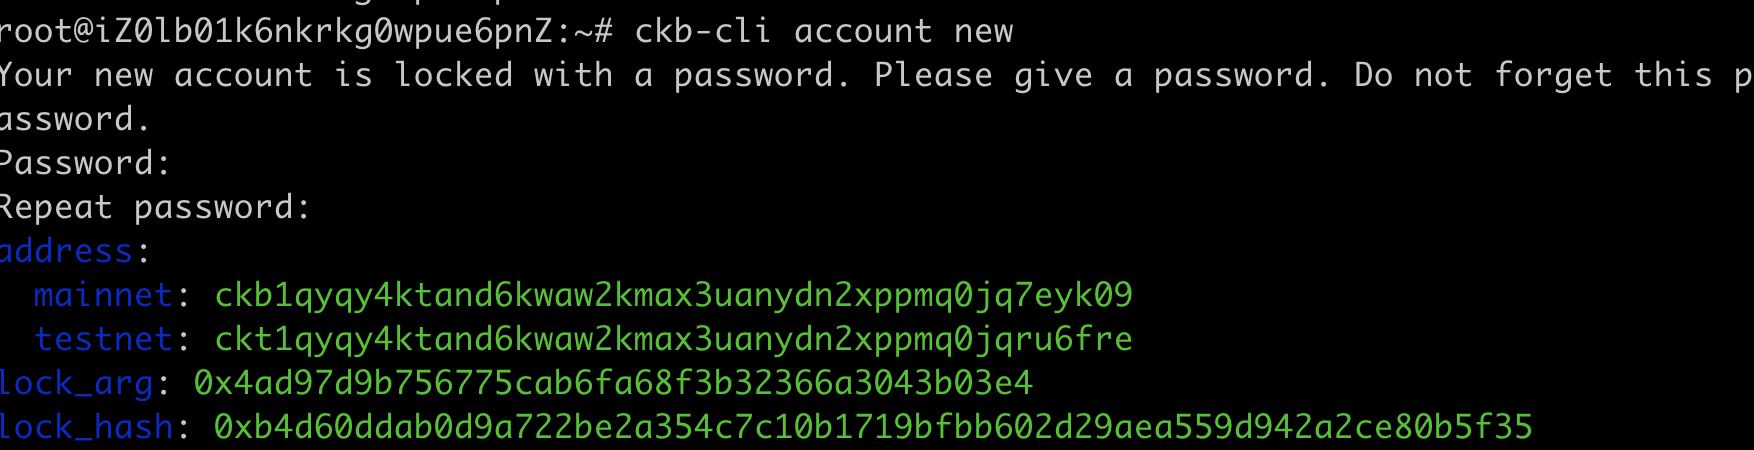 root@iZ0lb01k6nkrkg0wpue6pnZ:~# ckb-cli account new
Your new account is locked with a password. Please give a password. Do not forget this p
assword.
Password:
Repeat password:
address:
  mainnet: ckb1qyqy4ktand6kwaw2kmax3uanydn2xppmq0jq7eyk09
  testnet: ckt1qyqy4ktand6kwaw2kmax3uanydn2xppmq0jqru6fre
lock_arg: 0x4ad97d9b756775cab6fa68f3b32366a3043b03e4
lock_hash: 0xb4d60ddab0d9a722be2a354c7c10b1719bfbb602d29aea559d942a2ce80b5f35